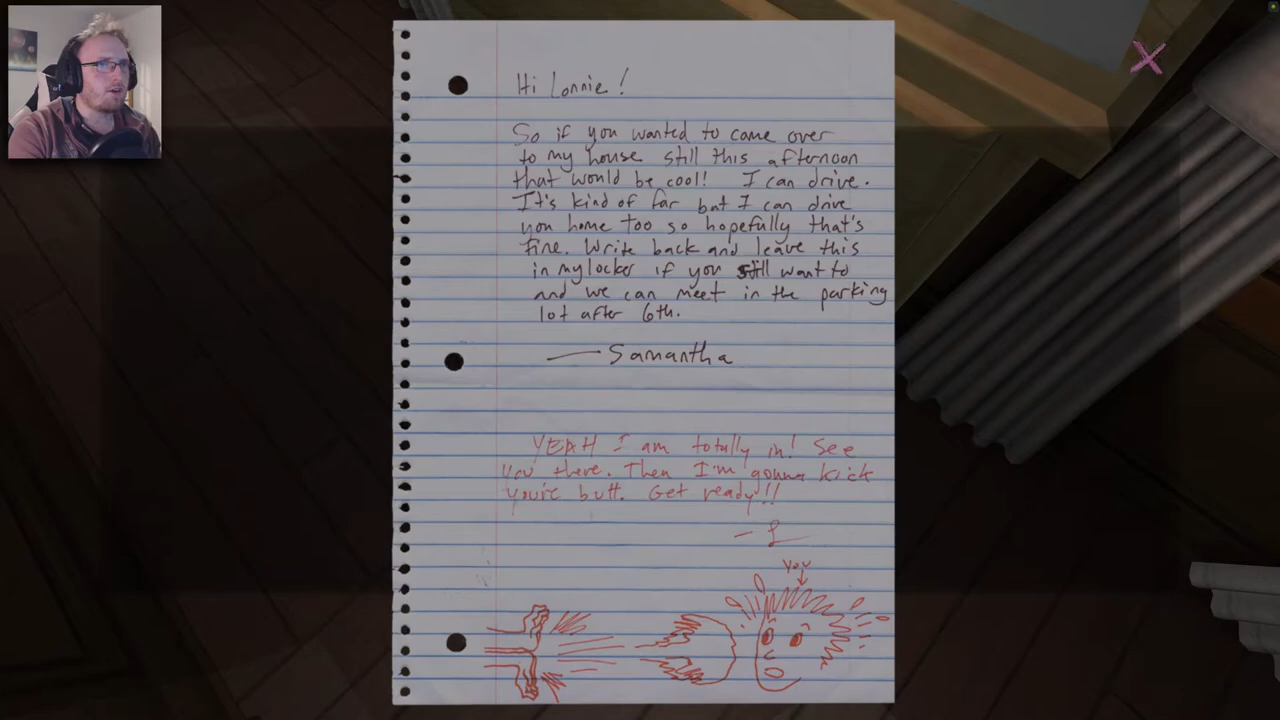 Hi Lonnie!
So if you wanted to come over
to my house still this afternoon
that would be cool! I can drive.
It's kind of far but I can drive
you home too so hopefully that's
fine. Write back and leave this
in my locker if you still want to
and we can meet in the parking
lot after 6th.
— Samantha
YEAH I am totally in! See
you there. Then I'm gonna kick
you're butt. Get ready!!
- L
You